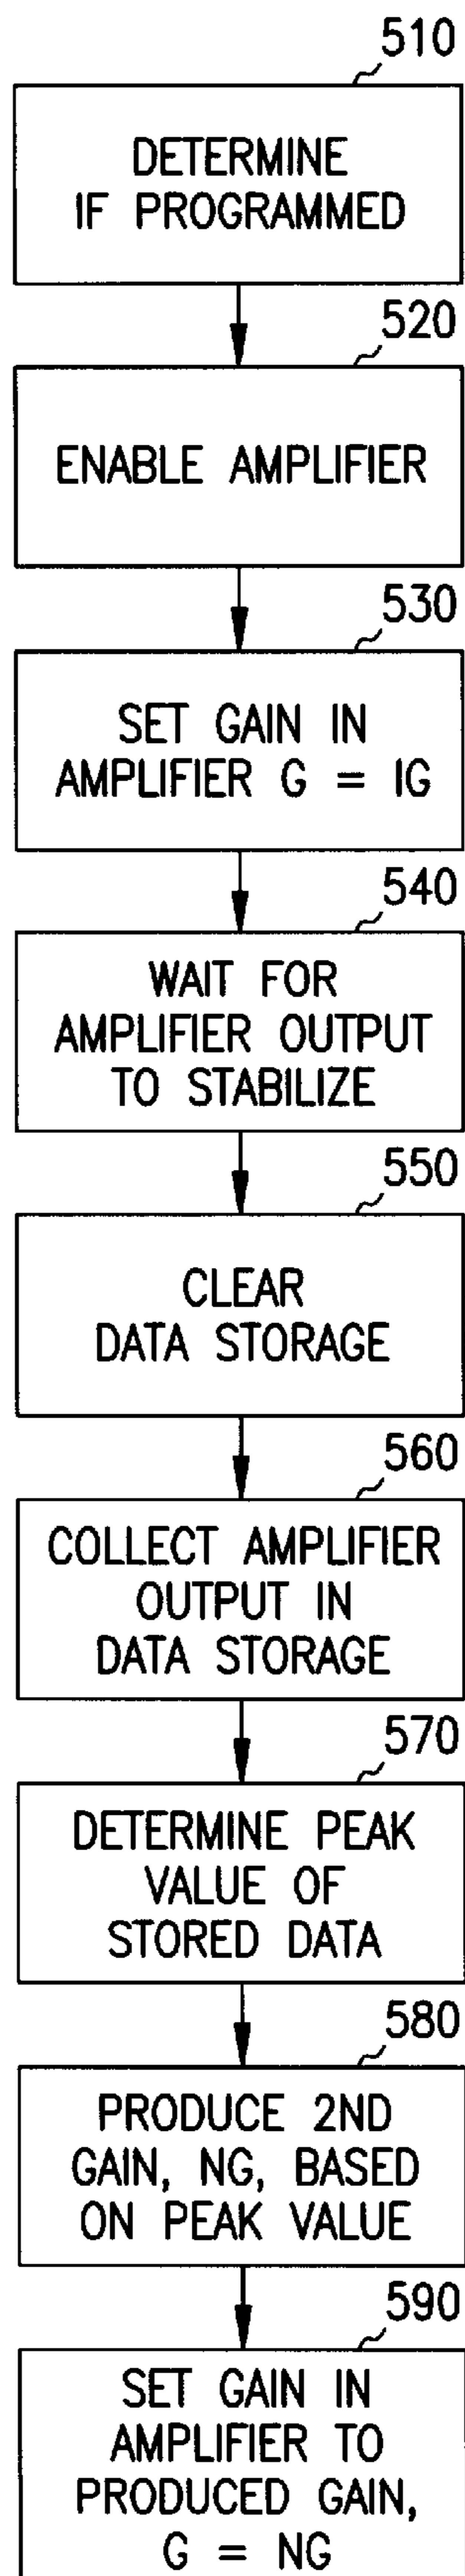 510
DETERMINE
IF PROGRAMMED
520
ENABLE AMPLIFIER
530
SET GAIN IN
AMPLIFIER G = IG
540
WAIT FOR
AMPLIFIER OUTPUT
TO STABILIZE
550
CLEAR
DATA STORAGE
560
COLLECT AMPLIFIER
OUTPUT IN
DATA STORAGE
570
DETERMINE PEAK
VALUE OF
STORED DATA
580
PRODUCE 2ND
GAIN, NG, BASED
ON PEAK VALUE
590
SET GAIN IN
AMPLIFIER TO
PRODUCED GAIN,
G = NG